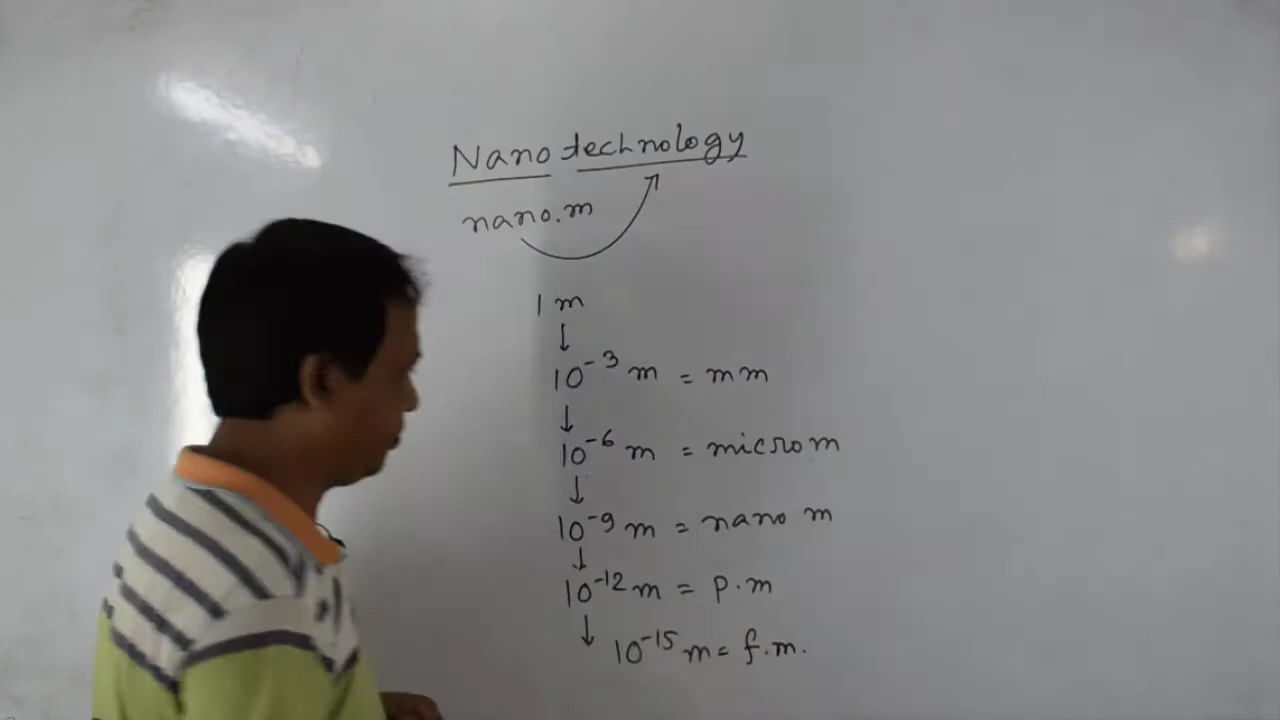 Nano technology
nano.m
1 m
10⁻³ m = mm
10⁻⁶ m = micro m
10⁻⁹ m = nano m
10⁻¹² m = p.m
10⁻¹⁵ m = f.m.